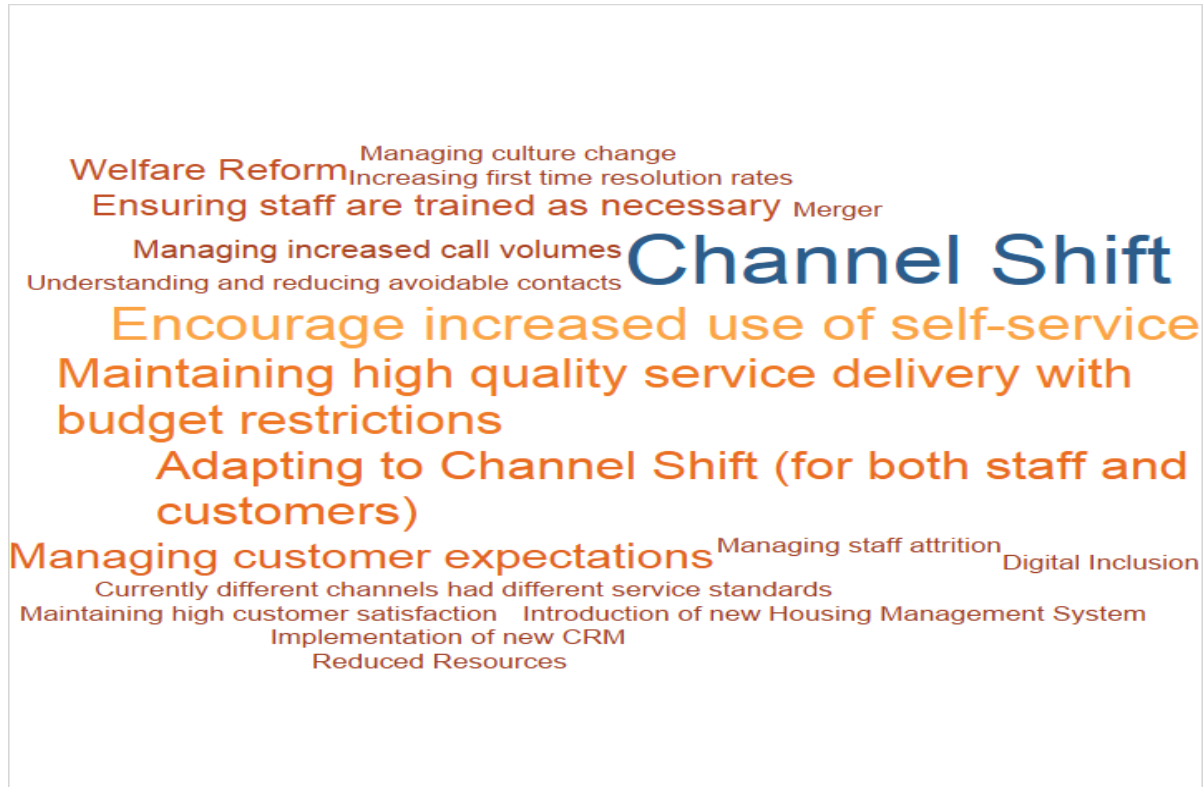 Managing culture change
Welfare Reform
Increasing first time resolution rates
Ensuring staff are trained as necessary
Merger
Managing increased call volumes
Channel Shift
Understanding and reducing avoidable contacts
Encourage increased use of self-service
Maintaining high quality service delivery with
budget restrictions
Adapting to Channel Shift (for both staff and
customers)
Managing customer expectations
Managing staff attrition
Digital Inclusion
Currently different channels had different service standards
Maintaining high customer satisfaction
Introduction of new Housing Management System
Implementation of new CRM
Reduced Resources